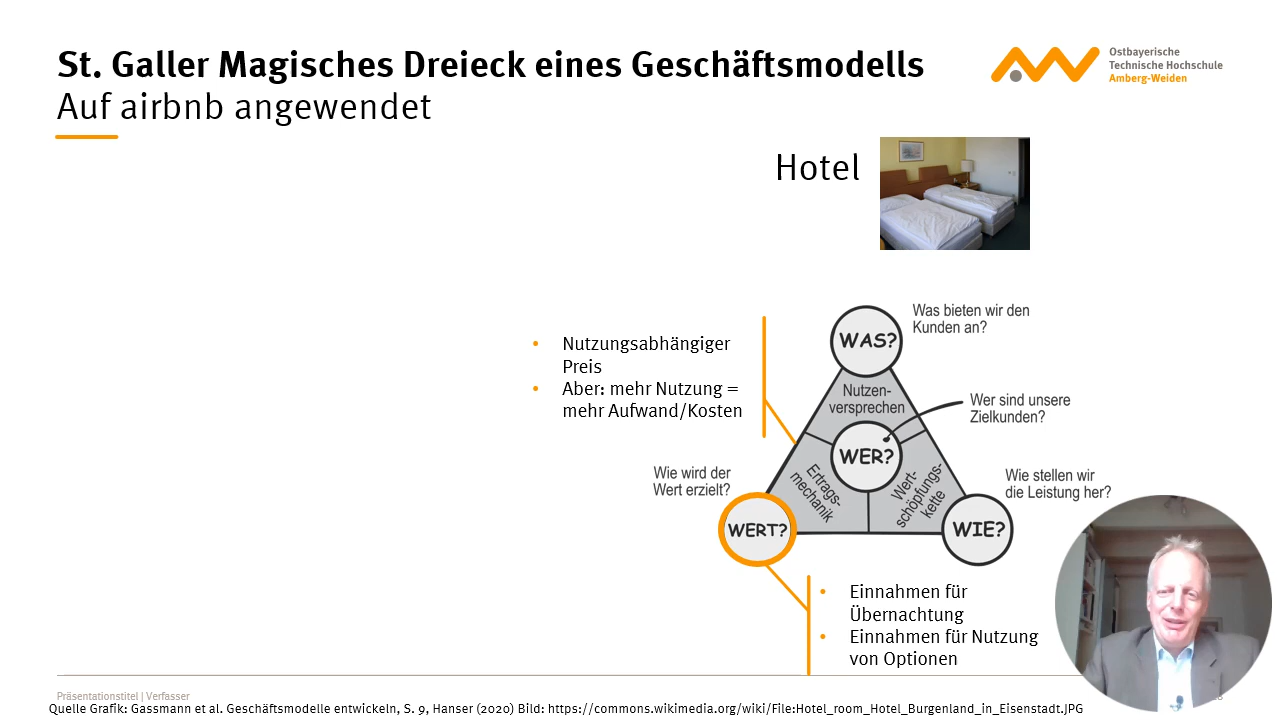 St. Galler Magisches Dreieck eines Geschäftsmodells
Auf airbnb angewendet
Ostbayerische
Technische Hochschule
Amberg-Weiden
Hotel
• Nutzungsabhängiger
Preis
• Aber: mehr Nutzung =
mehr Aufwand/Kosten
WAS?
Was bieten wir den
Kunden an?
Nutzen-
versprechen
Wer sind unsere
Zielkunden?
WER?
Wie wird der
Wert erzielt?
Ertrags-
mechanik
Wert-
schöpfungs-
kette
Wie stellen wir
die Leistung her?
WERT?
WIE?
• Einnahmen für
Übernachtung
• Einnahmen für Nutzung
von Optionen
Präsentationstitel | Verfasser
Quelle Grafik: Gassmann et al. Geschäftsmodelle entwickeln, S. 9, Hanser (2020) Bild: https://commons.wikimedia.org/wiki/File:Hotel_room_Hotel_Burgenland_in_Eisenstadt.JPG